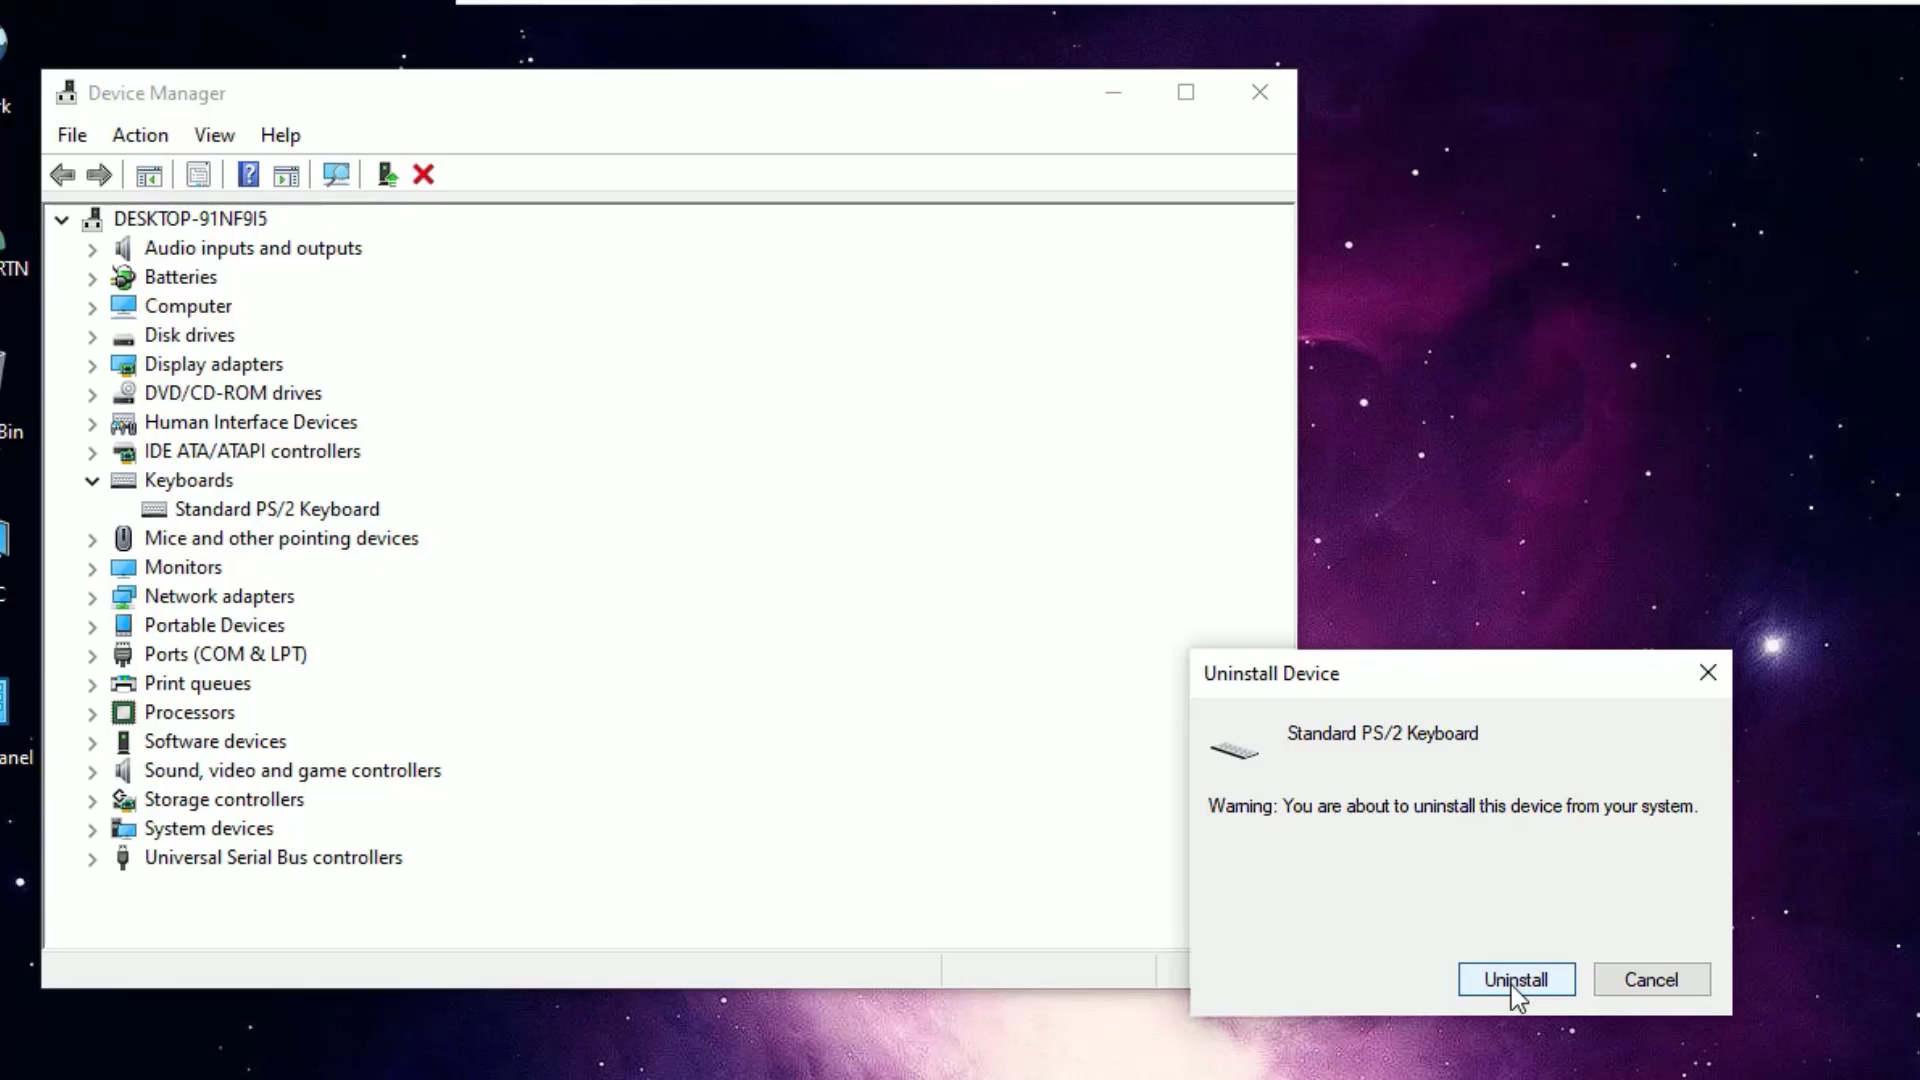 Device Manager
File Action View Help
DESKTOP-91NF9I5
Audio inputs and outputs
Batteries
Computer
Disk drives
Display adapters
DVD/CD-ROM drives
Human Interface Devices
IDE ATA/ATAPI controllers
Keyboards
Standard PS/2 Keyboard
Mice and other pointing devices
Monitors
Network adapters
Portable Devices
Ports (COM & LPT)
Print queues
Processors
Software devices
Sound, video and game controllers
Storage controllers
System devices
Universal Serial Bus controllers
Uninstall Device
Standard PS/2 Keyboard
Warning: You are about to uninstall this device from your system.
Uninstall Cancel
rk
RTN
Bin
C
anel